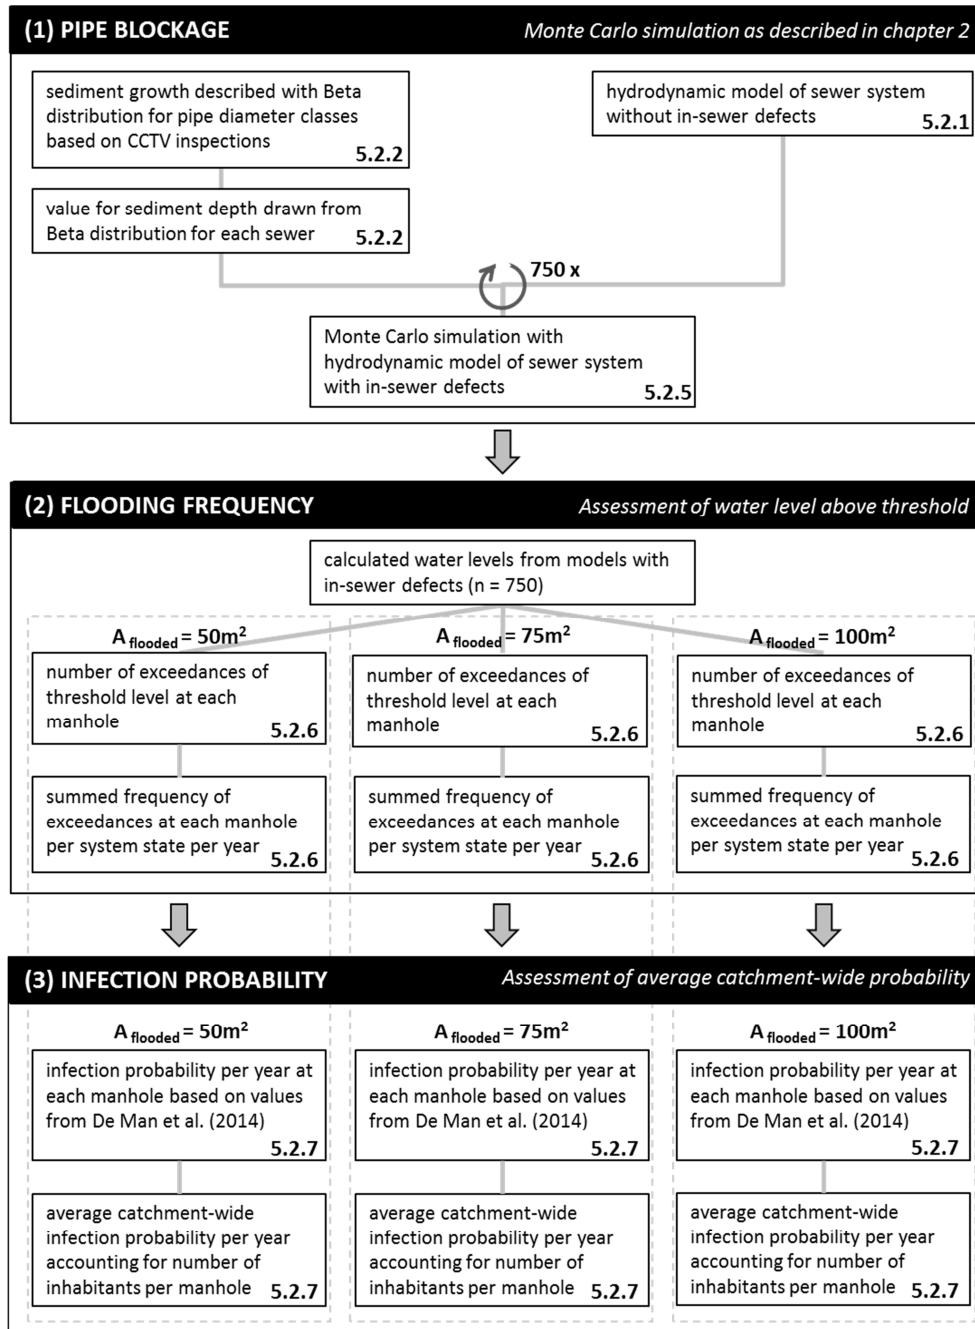 (1) PIPE BLOCKAGE
Monte Carlo simulation as described in chapter 2
sediment growth described with Beta
distribution for pipe diameter classes
based on CCTV inspections
5.2.2
hydrodynamic model of sewer system
without in-sewer defects
5.2.1
value for sediment depth drawn from
Beta distribution for each sewer
5.2.2
750 x
Monte Carlo simulation with
hydrodynamic model of sewer system
with in-sewer defects
5.2.5
(2) FLOODING FREQUENCY
Assessment of water level above threshold
calculated water levels from models with
in-sewer defects (n = 750)
A flooded = 50m²
number of exceedances of
threshold level at each
manhole
5.2.6
summed frequency of
exceedances at each manhole
per system state per year
5.2.6
A flooded = 75m²
number of exceedances of
threshold level at each
manhole
5.2.6
summed frequency of
exceedances at each manhole
per system state per year
5.2.6
A flooded = 100m²
number of exceedances of
threshold level at each
manhole
5.2.6
summed frequency of
exceedances at each manhole
per system state per year
5.2.6
(3) INFECTION PROBABILITY
Assessment of average catchment-wide probability
A flooded = 50m²
infection probability per year at
each manhole based on values
from De Man et al. (2014)
5.2.7
average catchment-wide
infection probability per year
accounting for number of
inhabitants per manhole
5.2.7
A flooded = 75m²
infection probability per year at
each manhole based on values
from De Man et al. (2014)
5.2.7
average catchment-wide
infection probability per year
accounting for number of
inhabitants per manhole
5.2.7
A flooded = 100m²
infection probability per year at
each manhole based on values
from De Man et al. (2014)
5.2.7
average catchment-wide
infection probability per year
accounting for number of
inhabitants per manhole
5.2.7